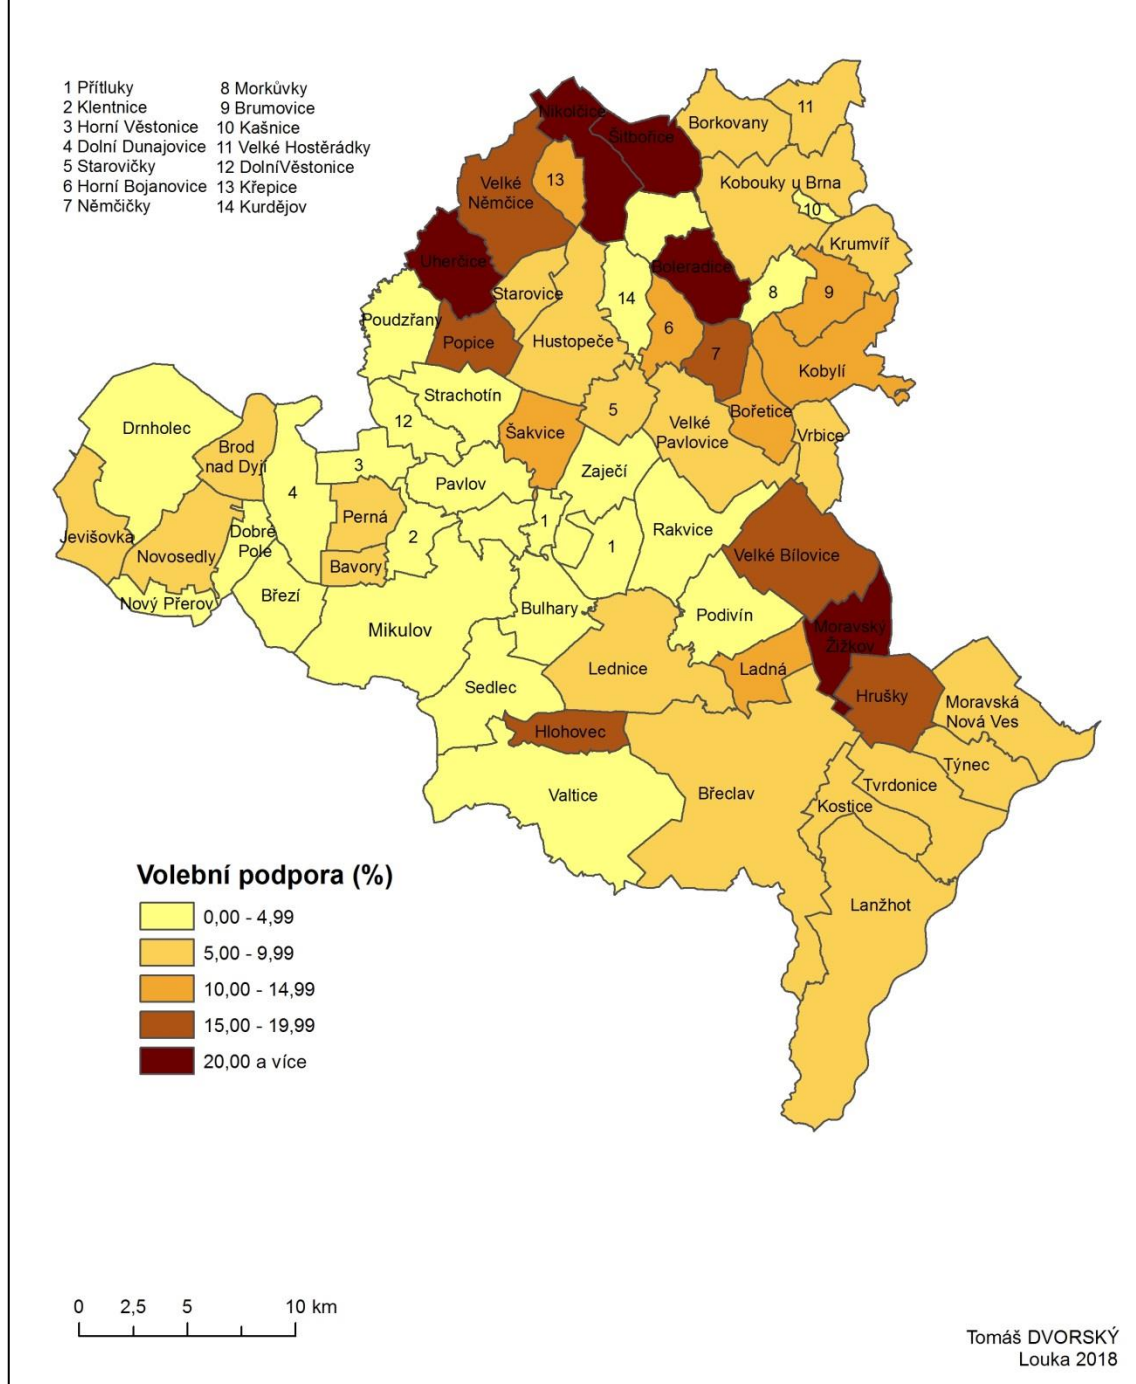 1 Přítluky
2 Klentnice
3 Horní Věstonice
4 Dolní Dunajovice
5 Starovičky
6 Horní Bojanovice
7 Němčičky
8 Morkůvky
9 Brumovice
10 Kašnice
11 Velké Hostěrádky
12 DolníVěstonice
13 Křepice
14 Kurdějov
Nikolčice
Šitbořice
Borkovany
11
Velké
Němčice
13
Kobouky u Brna
10
Krumvíř
Uherčice
Boleradice
Starovice
14
8
9
Poudzřany
Popice
Hustopeče
6
7
Kobylí
Strachotín
5
Bořetice
Drnholec
12
Šakvice
Velké
Pavlovice
Vrbice
Brod
nad Dyjí
3
Zaječí
4
Pavlov
Perná
1
Rakvice
Jevišovka
Novosedly
Dobré
Pole
2
1
Velké Bílovice
Bavory
Nový Přerov
Březí
Mikulov
Bulhary
Podivín
Moravský
Žižkov
Lednice
Ladná
Sedlec
Hrušky
Moravská
Nová Ves
Hlohovec
Týnec
Valtice
Břeclav
Tvrdonice
Kostice
Lanžhot
Volební podpora (%)
0,00 - 4,99
5,00 - 9,99
10,00 - 14,99
15,00 - 19,99
20,00 a více
0 2,5 5 10 km
Tomáš DVORSKÝ
Louka 2018